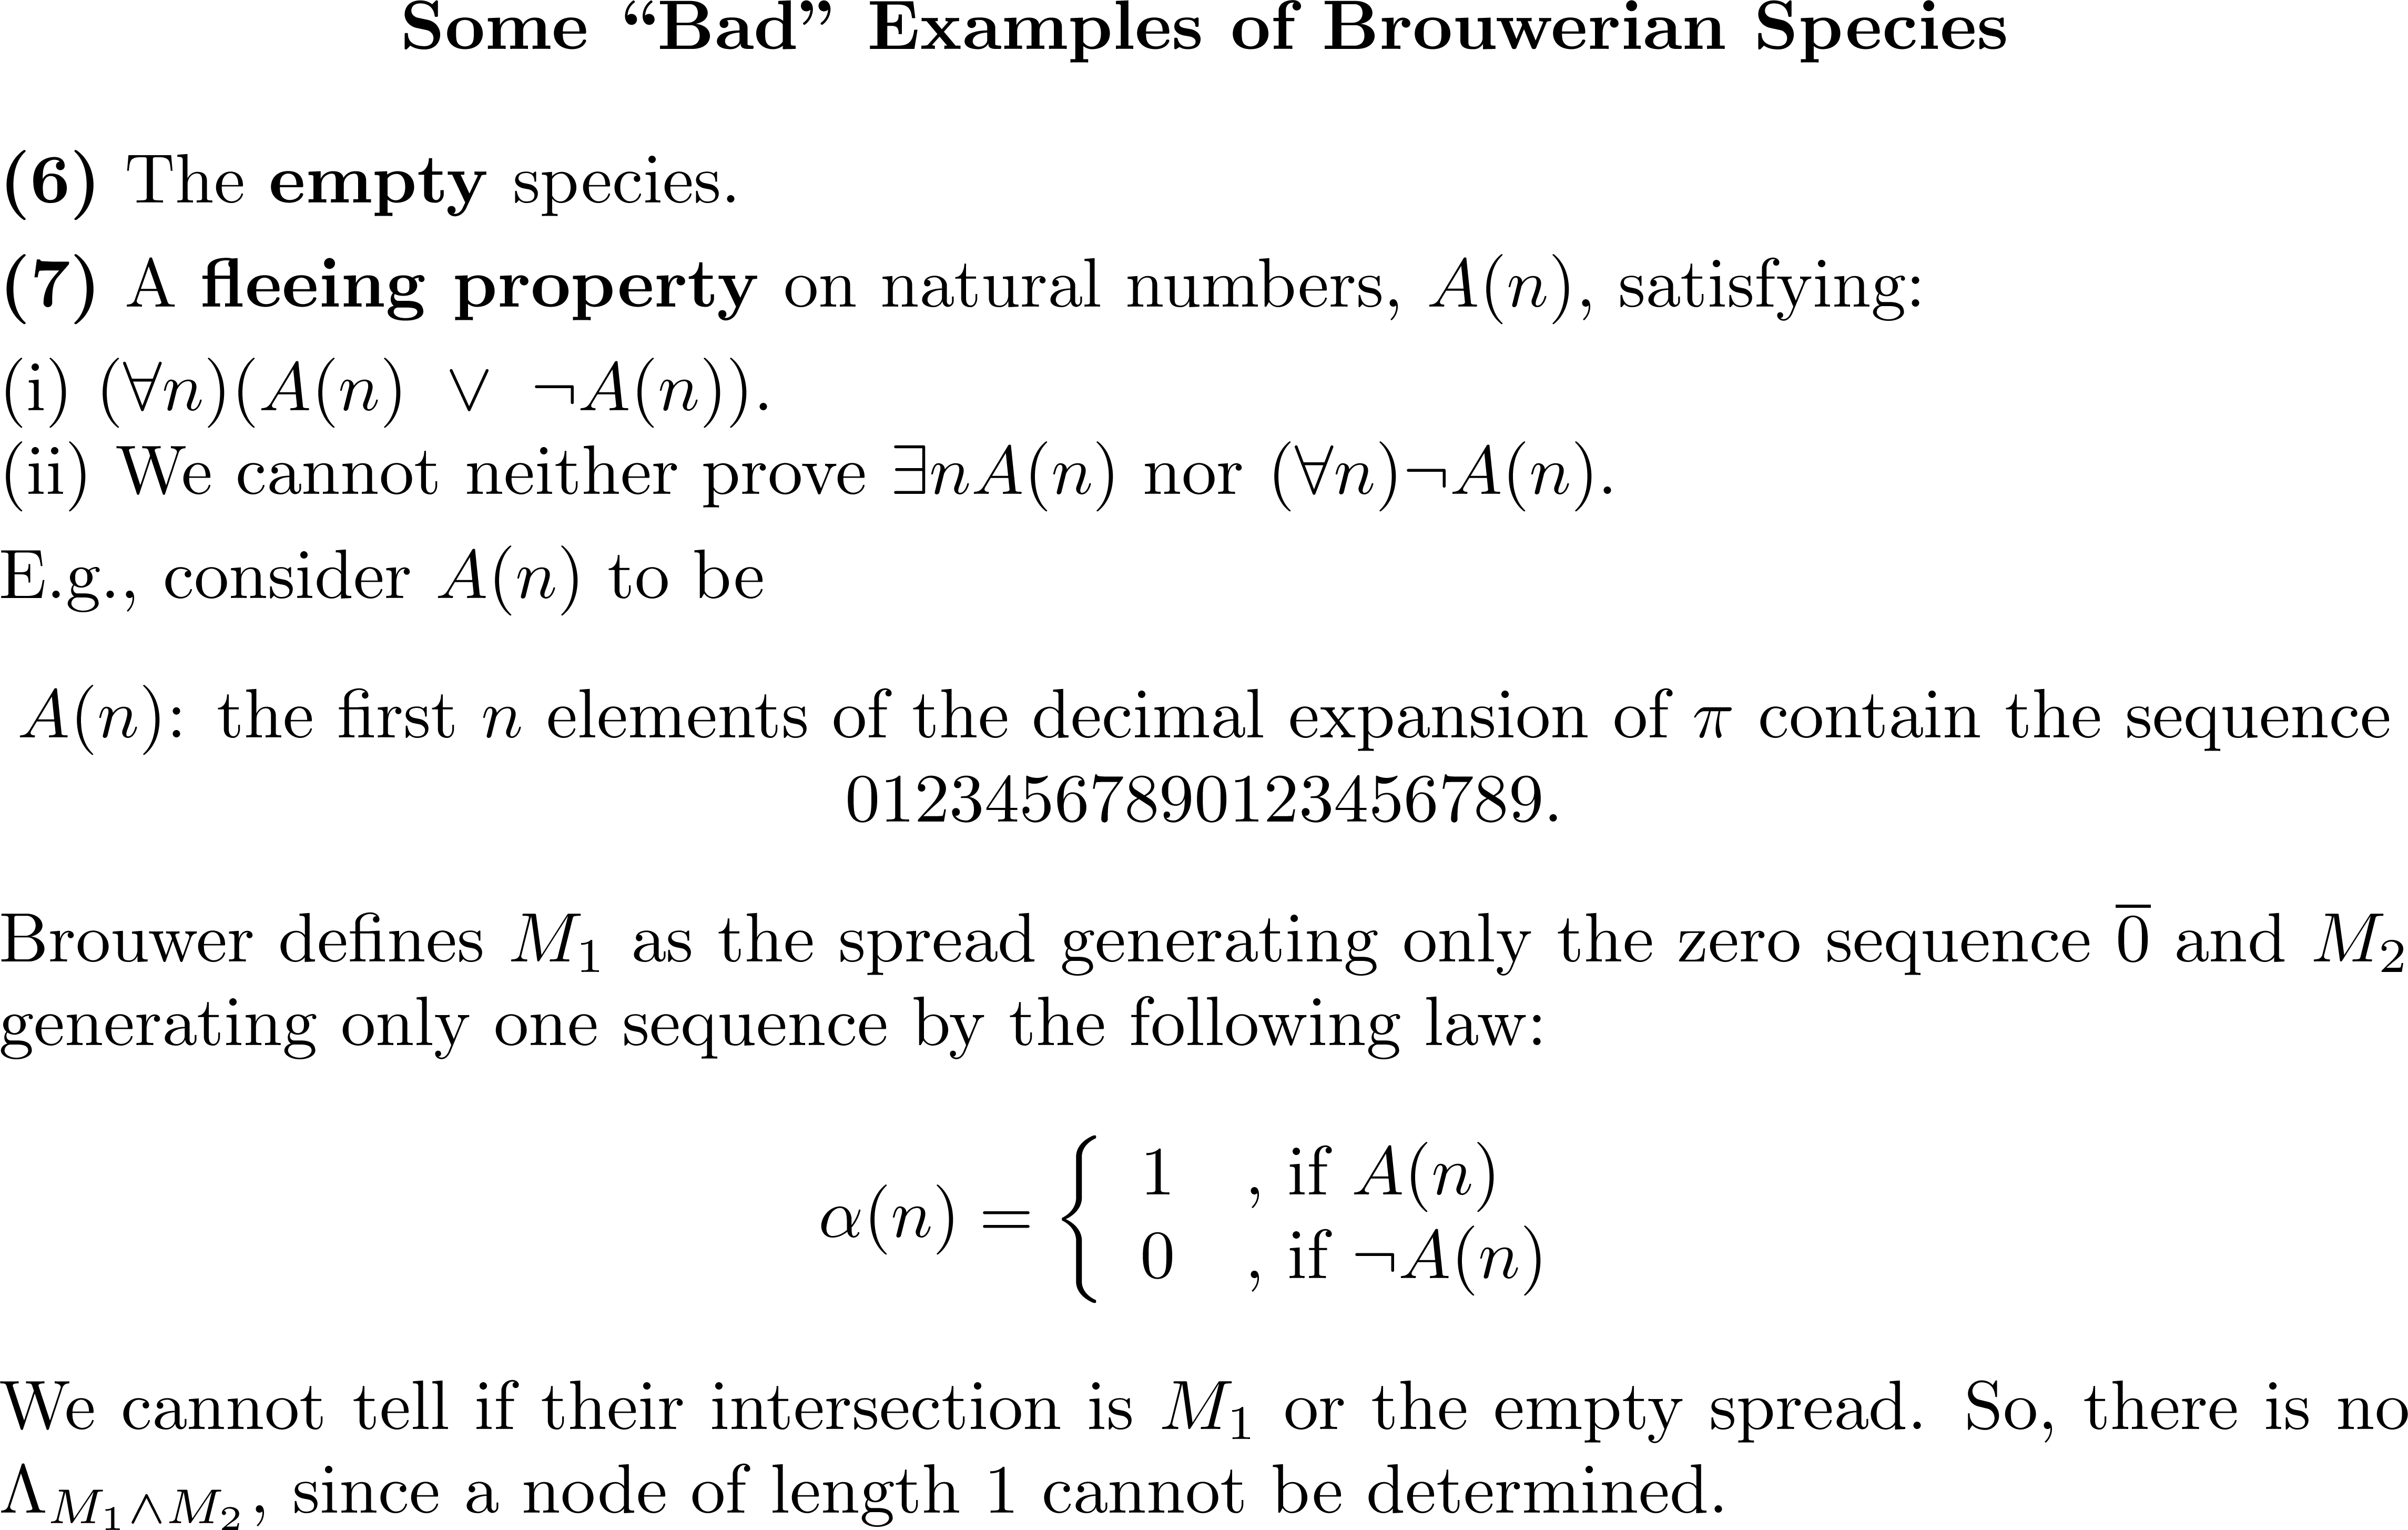 Some “Bad” Examples of Brouwerian Species
(6) The empty species.
(7) A fleeing property on natural numbers, A(n), satisfying:
(i) (∀n)(A(n) ∨ ¬A(n)).
(ii) We cannot neither prove ∃nA(n) nor (∀n)¬A(n).
E.g., consider A(n) to be
A(n): the first n elements of the decimal expansion of π contain the sequence
01234567890123456789.
Brouwer defines M₁ as the spread generating only the zero sequence 0̅ and M₂
generating only one sequence by the following law:
α(n) = { 1 , if A(n)
0 , if ¬A(n)
We cannot tell if their intersection is M₁ or the empty spread. So, there is no
Λ_{M₁∧M₂}, since a node of length 1 cannot be determined.